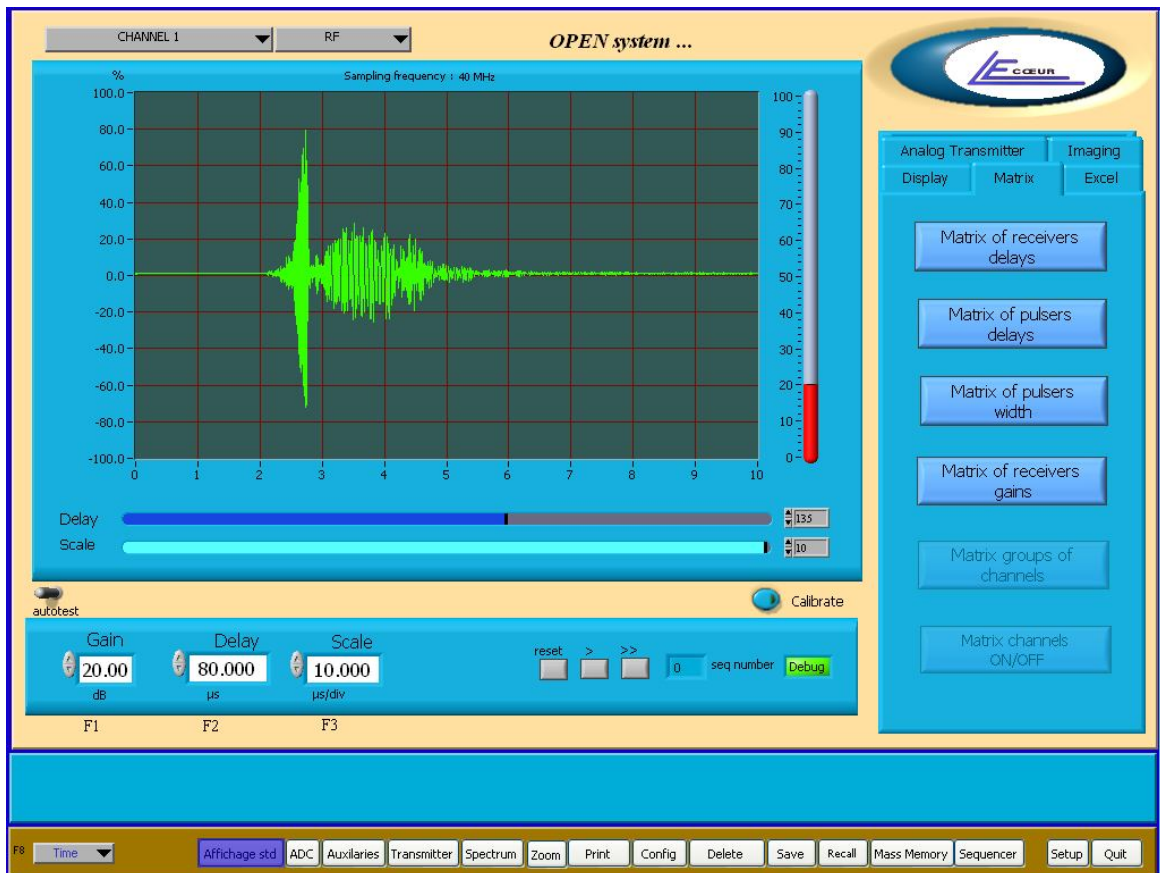 CHANNEL 1 RF OPEN system ...
LE CŒUR
% Sampling frequency : 40 MHz
100.0
80.0
60.0
40.0
20.0
0.0
-20.0
-40.0
-60.0
-80.0
-100.0
0 1 2 3 4 5 6 7 8 9 10
100
90
80
70
60
50
40
30
20
10
0
Delay 135
Scale 10
autotest
Calibrate
Gain Delay Scale
20.00 80.000 10.000
dB µs µs/div
F1 F2 F3
reset > >>
0 seq number Debug
Analog Transmitter Imaging
Display Matrix Excel
Matrix of receivers
delays
Matrix of pulsers
delays
Matrix of pulsers
width
Matrix of receivers
gains
Matrix groups of
channels
Matrix channels
ON/OFF
F8 Time Affichage std ADC Auxilaries Transmitter Spectrum Zoom Print Config Delete Save Recall Mass Memory Sequencer Setup Quit